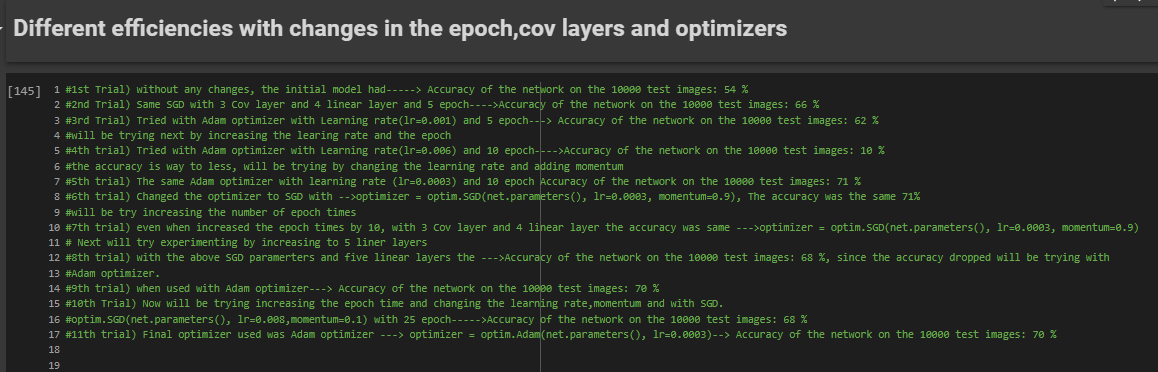 Different efficiencies with changes in the epoch,cov layers and optimizers
[145] 1 #1st Trial) without any changes, the initial model had-----> Accuracy of the network on the 10000 test images: 54 %
2 #2nd Trial) Same SGD with 3 Cov layer and 4 linear layer and 5 epoch---->Accuracy of the network on the 10000 test images: 66 %
3 #3rd Trial) Tried with Adam optimizer with Learning rate(lr=0.001) and 5 epoch---> Accuracy of the network on the 10000 test images: 62 %
4 #will be trying next by increasing the learing rate and the epoch
5 #4th trial) Tried with Adam optimizer with Learning rate(lr=0.006) and 10 epoch---->Accuracy of the network on the 10000 test images: 10 %
6 #the accuracy is way to less, will be trying by changing the learning rate and adding momentum
7 #5th trial) The same Adam optimizer with learning rate (lr=0.0003) and 10 epoch Accuracy of the network on the 10000 test images: 71 %
8 #6th trial) Changed the optimizer to SGD with -->optimizer = optim.SGD(net.parameters(), lr=0.0003, momentum=0.9), The accuracy was the same 71%
9 #will be try increasing the number of epoch times
10 #7th trial) even when increased the epoch times by 10, with 3 Cov layer and 4 linear layer the accuracy was same --->optimizer = optim.SGD(net.parameters(), lr=0.0003, momentum=0.9)
11 # Next will try experimenting by increasing to 5 liner layers
12 #8th trial) with the above SGD paramerters and five linear layers the --->Accuracy of the network on the 10000 test images: 68 %, since the accuracy dropped will be trying with
13 #Adam optimizer.
14 #9th trial) when used with Adam optimizer---> Accuracy of the network on the 10000 test images: 70 %
15 #10th Trial) Now will be trying increasing the epoch time and changing the learning rate,momentum and with SGD.
16 #optim.SGD(net.parameters(), lr=0.008,momentum=0.1) with 25 epoch----->Accuracy of the network on the 10000 test images: 68 %
17 #11th trial) Final optimizer used was Adam optimizer ---> optimizer = optim.Adam(net.parameters(), lr=0.0003)--> Accuracy of the network on the 10000 test images: 70 %
18
19